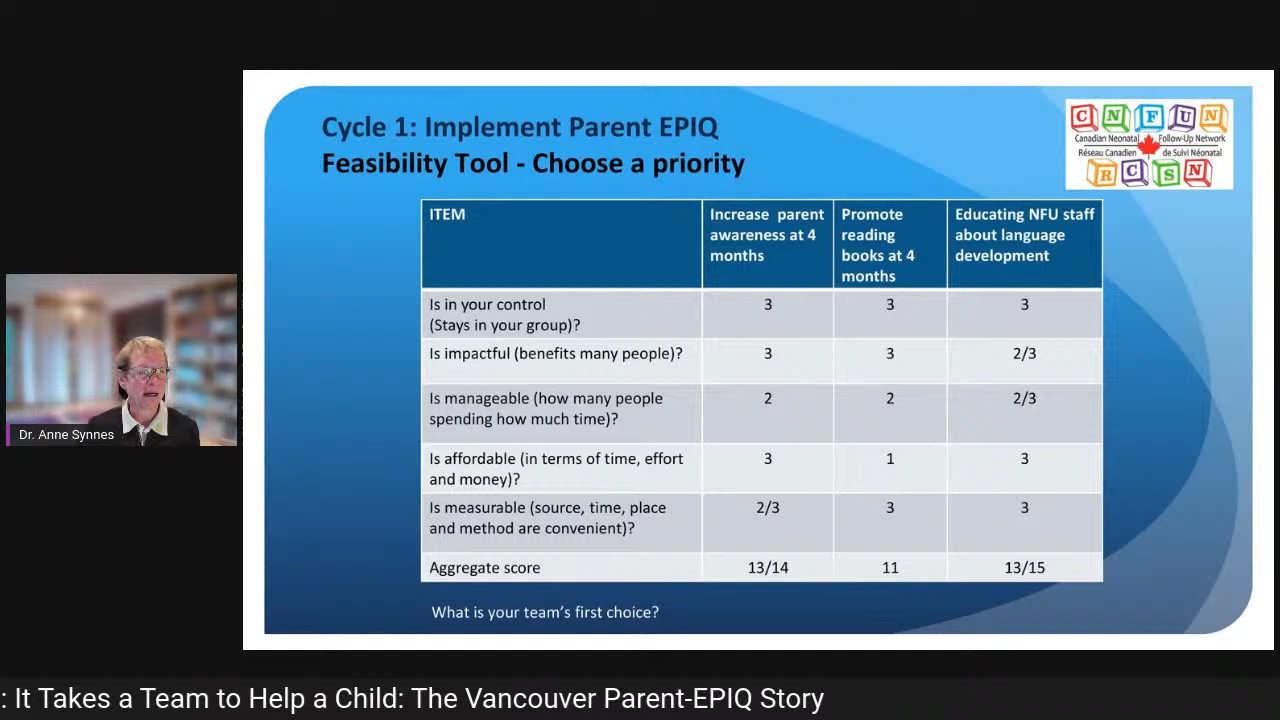 Cycle 1: Implement Parent EPIQ
Feasibility Tool - Choose a priority
C N F U N
Canadian Neonatal Follow-Up Network
Réseau Canadien de Suivi Néonatal
R C S N
ITEM
Increase parent awareness at 4 months
Promote reading books at 4 months
Educating NFU staff about language development
Is in your control
(Stays in your group)?
3 3 3
Is impactful (benefits many people)?
3 3 2/3
Is manageable (how many people
spending how much time)?
2 2 2/3
Is affordable (in terms of time, effort
and money)?
3 1 3
Is measurable (source, time, place
and method are convenient)?
2/3 3 3
Aggregate score 13/14 11 13/15
What is your team's first choice?
Dr. Anne Synnes
: It Takes a Team to Help a Child: The Vancouver Parent-EPIQ Story